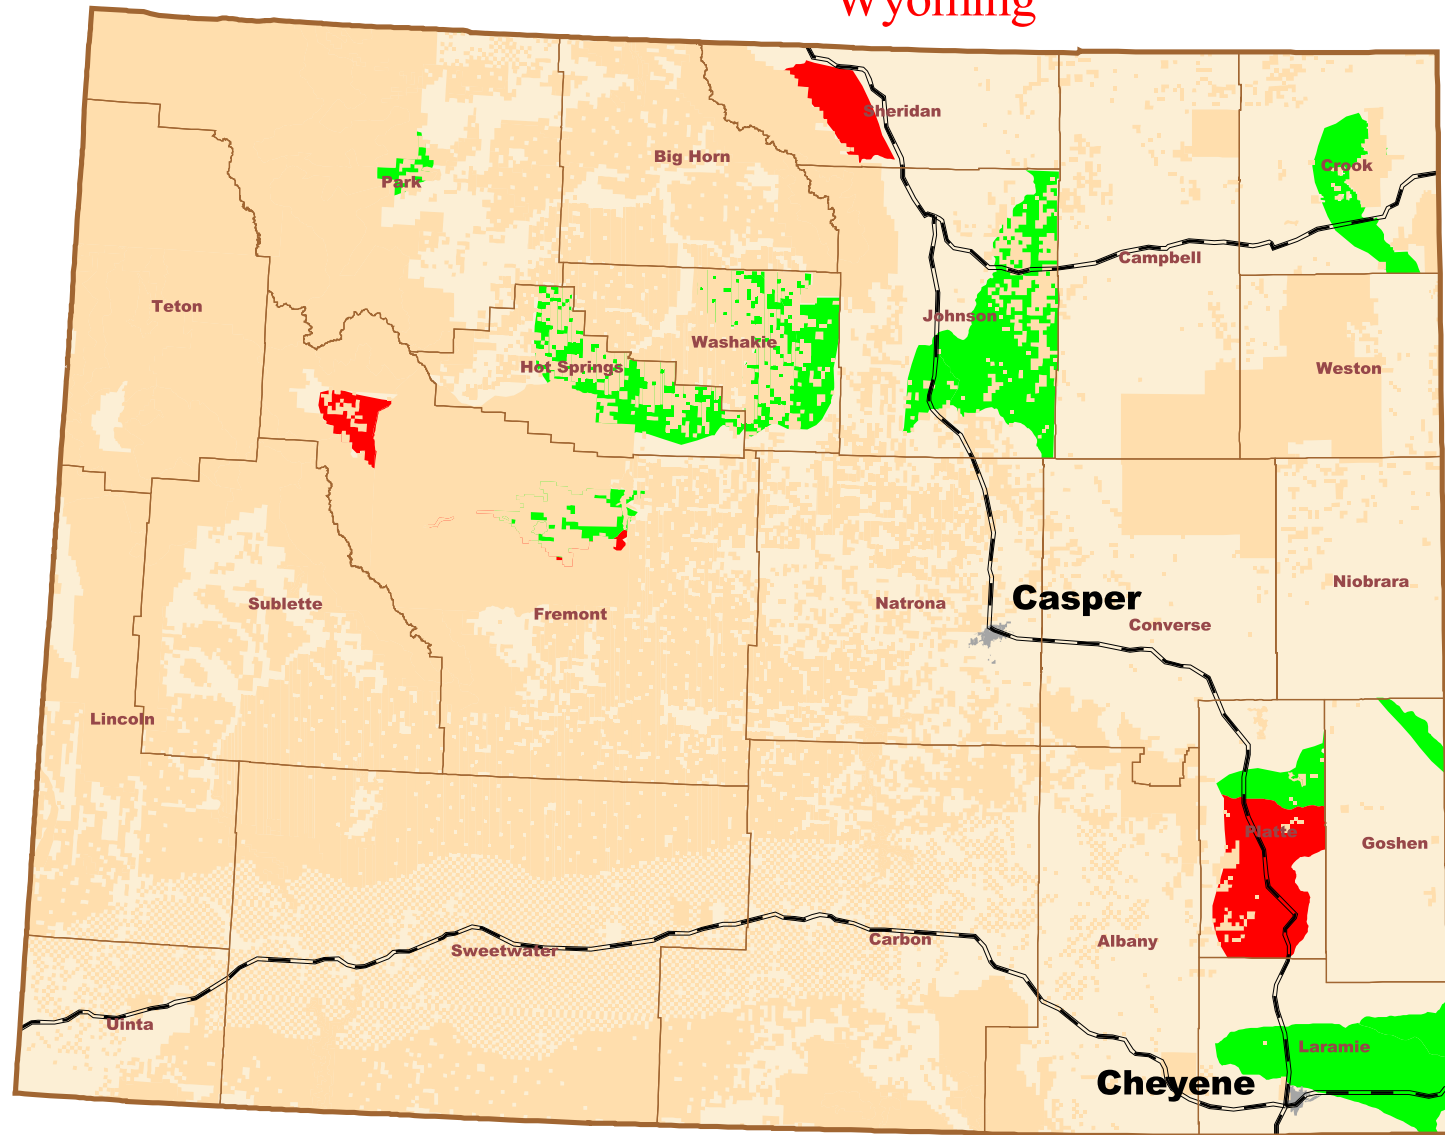 Wyoming
Sheridan
Big Horn
Crook
Park
Campbell
Teton
Johnson
Washakie
Hot Springs
Weston
Niobrara
Casper
Sublette
Fremont
Natrona
Converse
Lincoln
Platte
Goshen
Carbon
Albany
Sweetwater
Uinta
Laramie
Cheyene